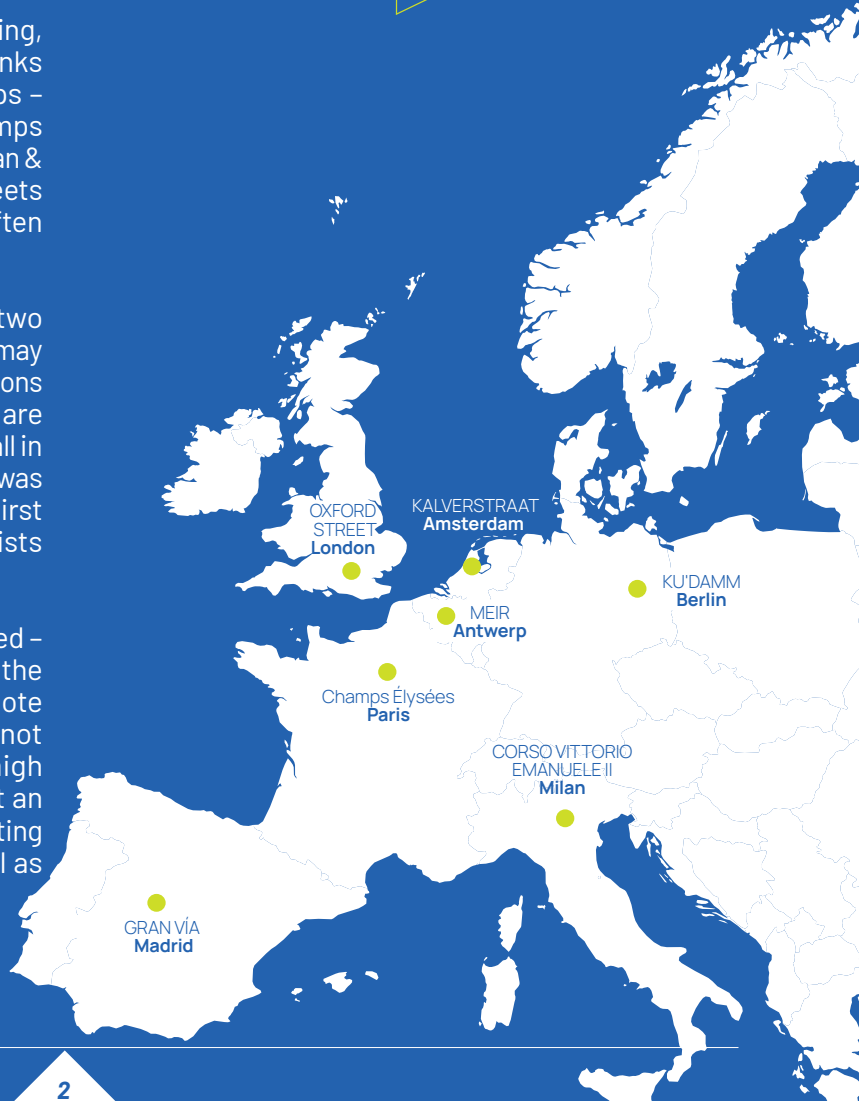 ing,
nks
os –
mps
an &
eets
ften
two
may
ons
are
all in
was
irst
ists
ed –
the
ote
not
igh
t an
ting
l as
OXFORD
STREET
London
KALVERSTRAAT
Amsterdam
KU'DAMM
Berlin
MEIR
Antwerp
Champs Élysées
Paris
CORSO VITTORIO
EMANUELE II
Milan
GRAN VÍA
Madrid
2